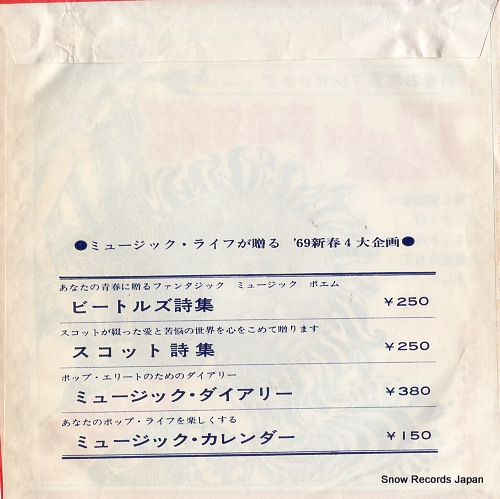 ●ミュージック・ライフが贈る '69新春4大企画●
あなたの青春に贈るファンタジック ミュージック ポエム
ビートルズ詩集 ￥250
スコットが綴った愛と苦悩の世界を心をこめて贈ります
スコット詩集 ￥250
ポップ・エリートのためのダイアリー
ミュージック・ダイアリー ￥380
あなたのポップ・ライフを楽しくする
ミュージック・カレンダー ￥150
Snow Records Japan